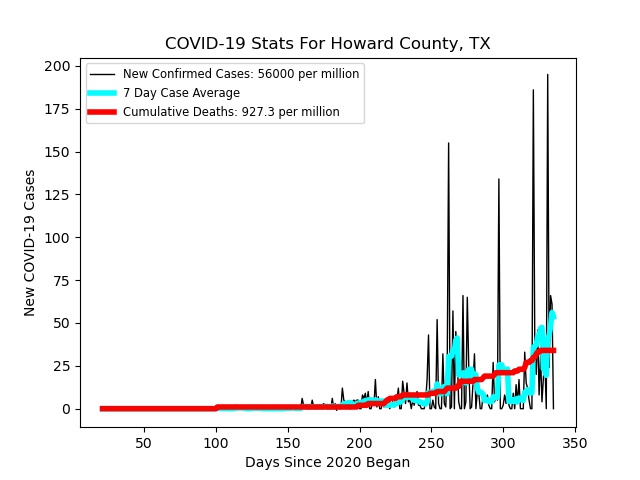 COVID-19 Stats For Howard County, TX
New Confirmed Cases: 56000 per million
7 Day Case Average
Cumulative Deaths: 927.3 per million
New COVID-19 Cases
200
175
150
125
100
75
50
25
0
50 100 150 200 250 300 350
Days Since 2020 Began